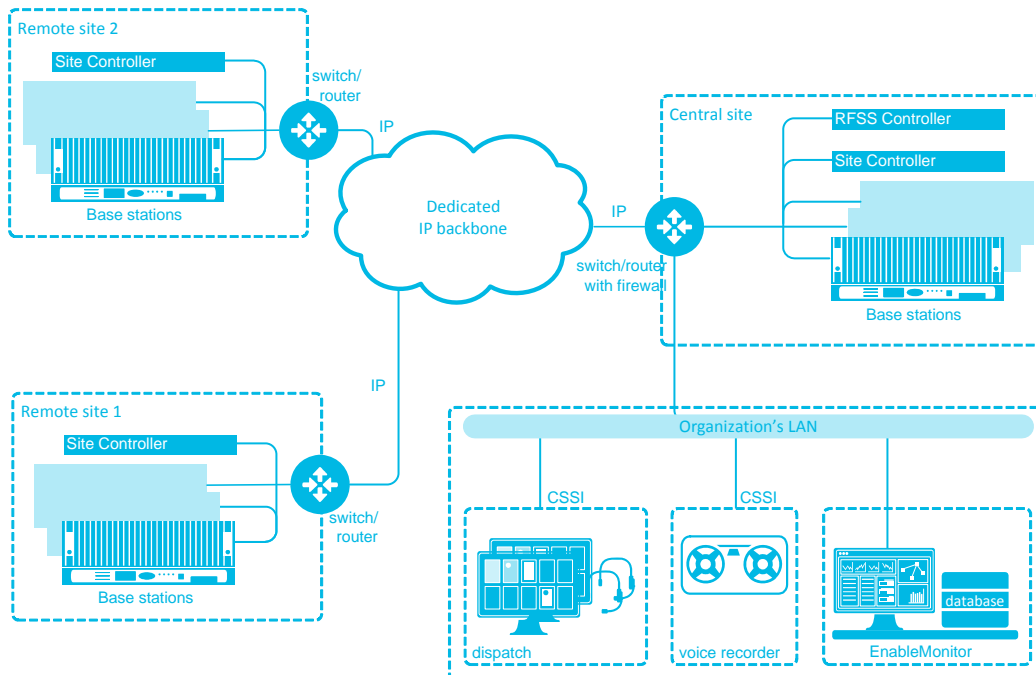 Remote site 2
Site Controller
Base stations
switch/
router
IP
Dedicated
IP backbone
IP
switch/router
with firewall
Central site
RFSS Controller
Site Controller
Base stations
IP
Remote site 1
Site Controller
Base stations
switch/
router
Organization's LAN
CSSI
CSSI
dispatch
voice recorder
database
EnableMonitor